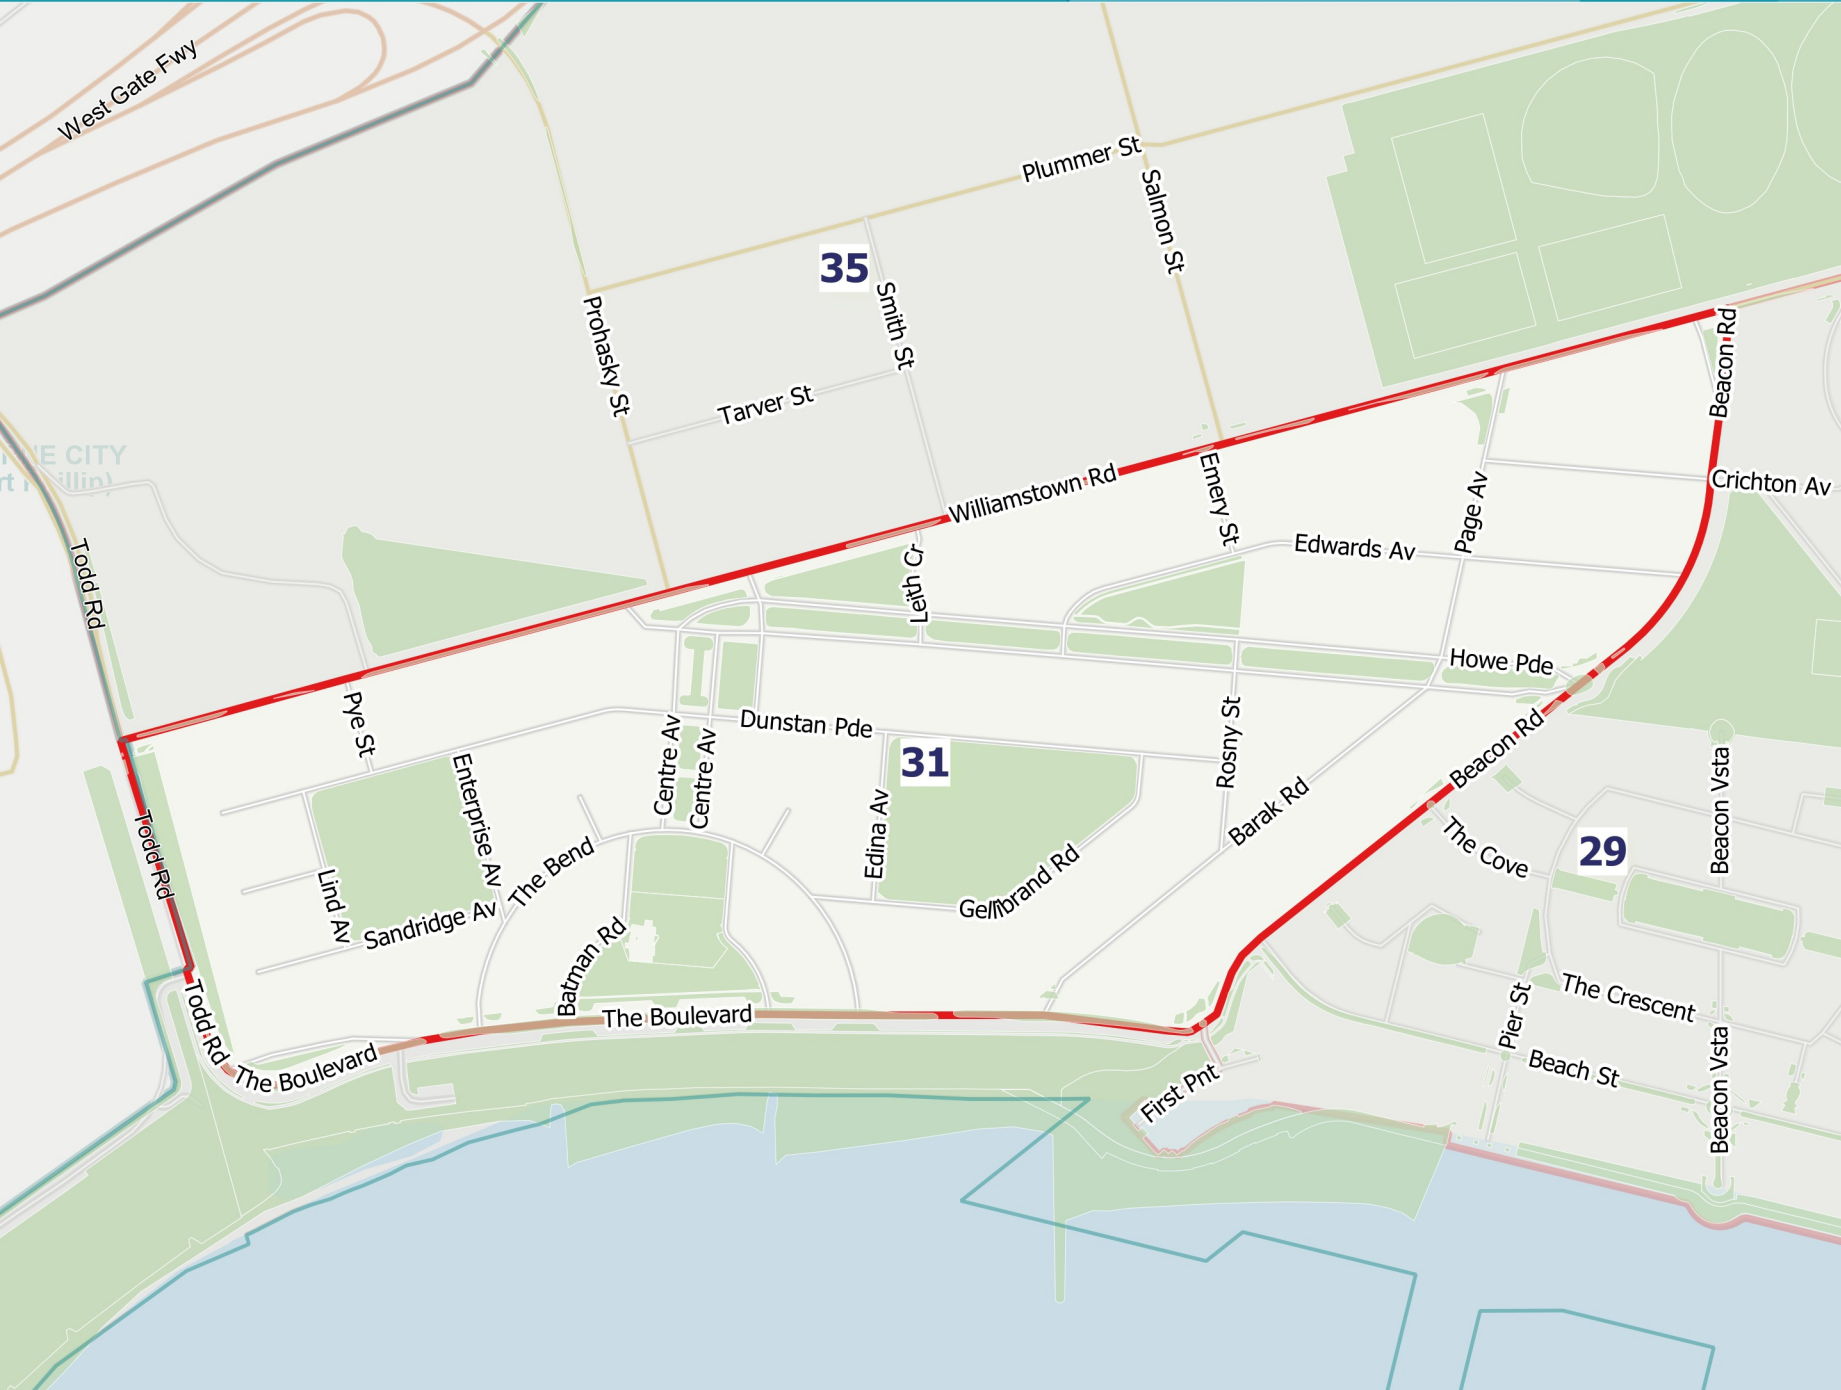 West Gate Fwy
Plummer St
Salmon St
35
Smith St
Prohasky St
Tarver St
Beacon Rd
Williamstown Rd
Emery St
Page Av
Crichton Av
Edwards Av
Leith Cr
Todd Rd
Howe Pde
Pye St
Dunstan Pde
Centre Av
Centre Av
31
Rosny St
Beacon Rd
Enterprise Av
Edina Av
Barak Rd
Beacon Vsta
The Cove
29
Todd Rd
The Bend
Lind Av
Sandridge Av
Gellibrand Rd
Batman Rd
The Boulevard
Todd Rd
The Boulevard
The Crescent
Pier St
Beach St
First Pnt
Beacon Vsta